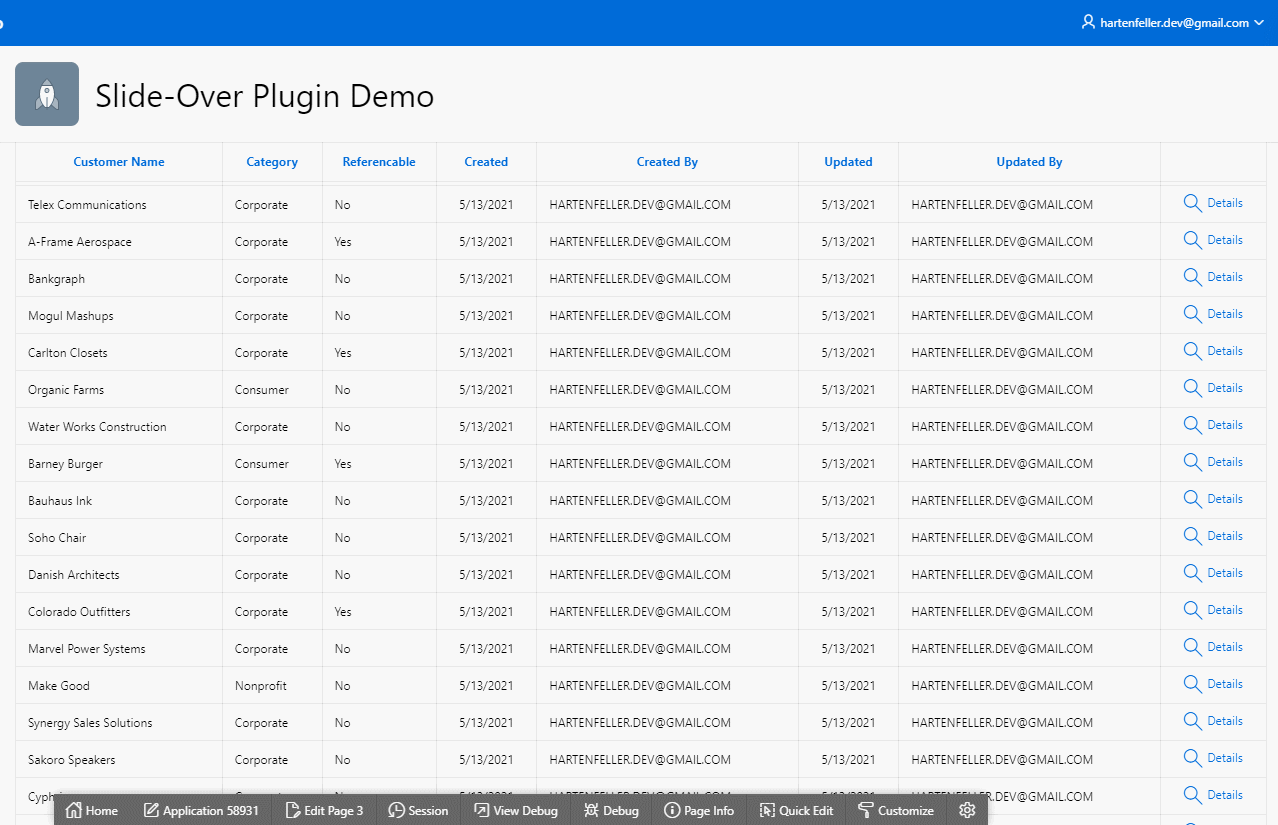 hartenfeller.dev@gmail.com
Slide-Over Plugin Demo
Customer Name Category Referencable Created Created By Updated Updated By
Telex Communications Corporate No 5/13/2021 HARTENFELLER.DEV@GMAIL.COM 5/13/2021 HARTENFELLER.DEV@GMAIL.COM Details
A-Frame Aerospace Corporate Yes 5/13/2021 HARTENFELLER.DEV@GMAIL.COM 5/13/2021 HARTENFELLER.DEV@GMAIL.COM Details
Bankgraph Corporate No 5/13/2021 HARTENFELLER.DEV@GMAIL.COM 5/13/2021 HARTENFELLER.DEV@GMAIL.COM Details
Mogul Mashups Corporate No 5/13/2021 HARTENFELLER.DEV@GMAIL.COM 5/13/2021 HARTENFELLER.DEV@GMAIL.COM Details
Carlton Closets Corporate Yes 5/13/2021 HARTENFELLER.DEV@GMAIL.COM 5/13/2021 HARTENFELLER.DEV@GMAIL.COM Details
Organic Farms Consumer No 5/13/2021 HARTENFELLER.DEV@GMAIL.COM 5/13/2021 HARTENFELLER.DEV@GMAIL.COM Details
Water Works Construction Corporate No 5/13/2021 HARTENFELLER.DEV@GMAIL.COM 5/13/2021 HARTENFELLER.DEV@GMAIL.COM Details
Barney Burger Consumer Yes 5/13/2021 HARTENFELLER.DEV@GMAIL.COM 5/13/2021 HARTENFELLER.DEV@GMAIL.COM Details
Bauhaus Ink Corporate No 5/13/2021 HARTENFELLER.DEV@GMAIL.COM 5/13/2021 HARTENFELLER.DEV@GMAIL.COM Details
Soho Chair Corporate No 5/13/2021 HARTENFELLER.DEV@GMAIL.COM 5/13/2021 HARTENFELLER.DEV@GMAIL.COM Details
Danish Architects Corporate No 5/13/2021 HARTENFELLER.DEV@GMAIL.COM 5/13/2021 HARTENFELLER.DEV@GMAIL.COM Details
Colorado Outfitters Corporate Yes 5/13/2021 HARTENFELLER.DEV@GMAIL.COM 5/13/2021 HARTENFELLER.DEV@GMAIL.COM Details
Marvel Power Systems Corporate No 5/13/2021 HARTENFELLER.DEV@GMAIL.COM 5/13/2021 HARTENFELLER.DEV@GMAIL.COM Details
Make Good Nonprofit No 5/13/2021 HARTENFELLER.DEV@GMAIL.COM 5/13/2021 HARTENFELLER.DEV@GMAIL.COM Details
Synergy Sales Solutions Corporate No 5/13/2021 HARTENFELLER.DEV@GMAIL.COM 5/13/2021 HARTENFELLER.DEV@GMAIL.COM Details
Sakoro Speakers Corporate No 5/13/2021 HARTENFELLER.DEV@GMAIL.COM 5/13/2021 HARTENFELLER.DEV@GMAIL.COM Details
Details
Home Application 58931 Edit Page 3 Session View Debug Debug Page Info Quick Edit Customize